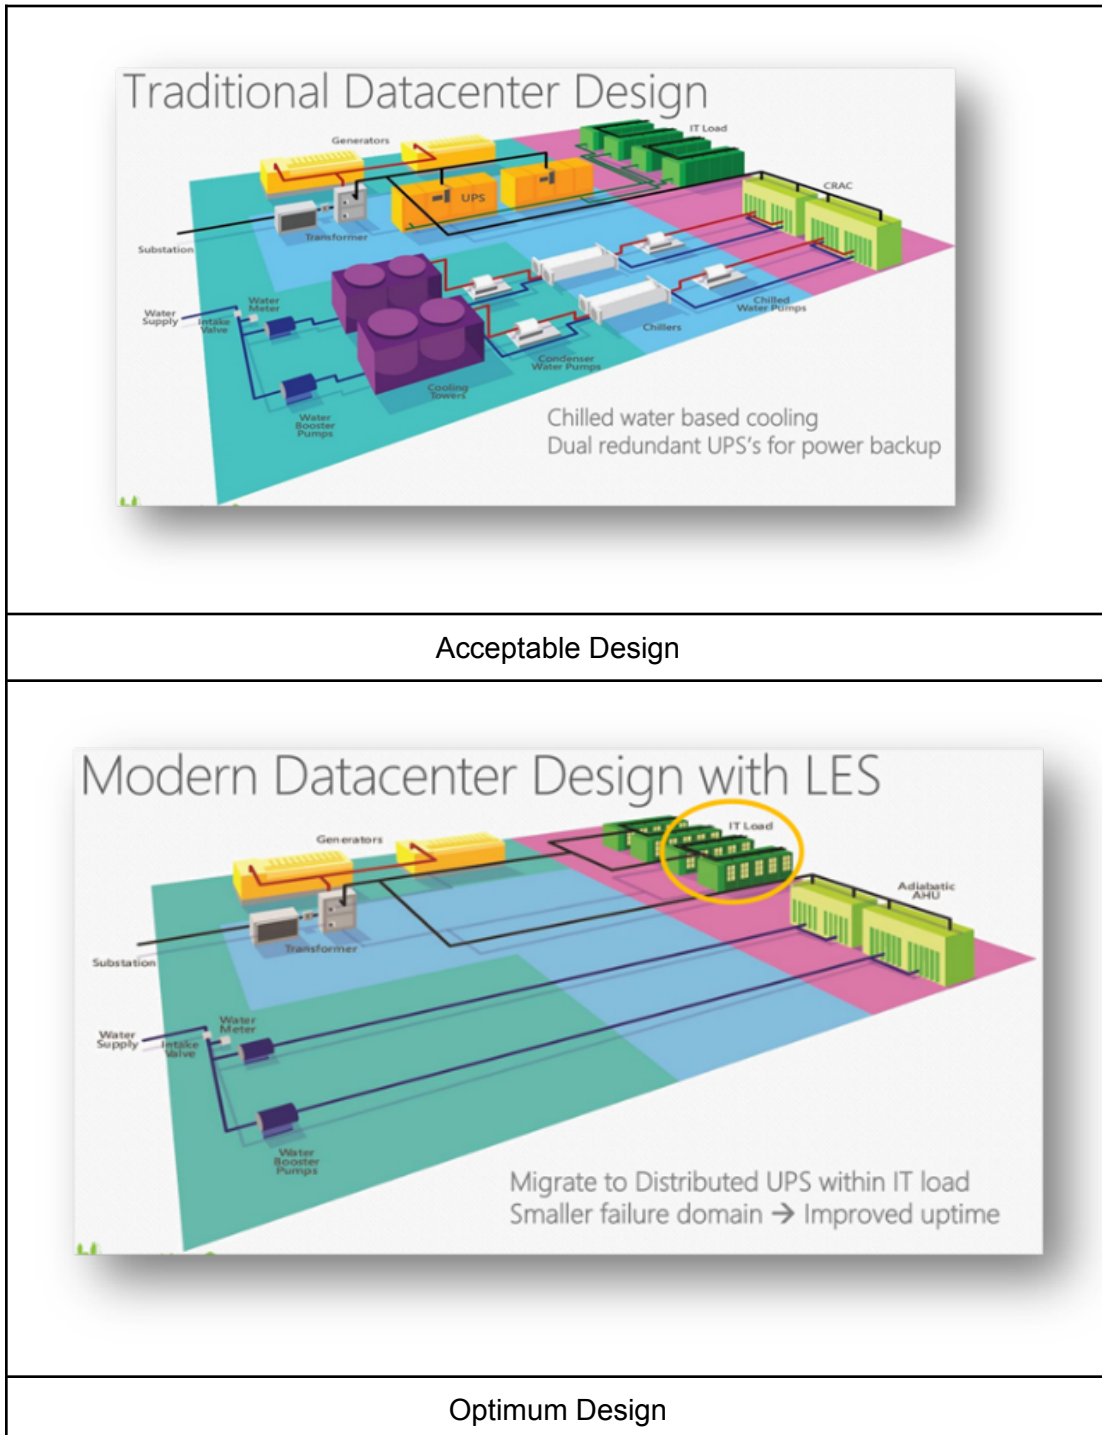 Traditional Datacenter Design
Generators
IT Load
CRAC
UPS
Transformer
Substation
Water
Meter
Water
Supply
Intake
Valve
Chilled
Water Pumps
Chillers
Condenser
Water Pumps
Cooling
Towers
Water
Booster
Pumps
Chilled water based cooling
Dual redundant UPS's for power backup
Acceptable Design
Modern Datacenter Design with LES
Generators
IT Load
Adiabatic
AHU
Transformer
Substation
Water
Meter
Water
Supply
Intake
Valve
Water
Booster
Pumps
Migrate to Distributed UPS within IT load
Smaller failure domain → Improved uptime
Optimum Design